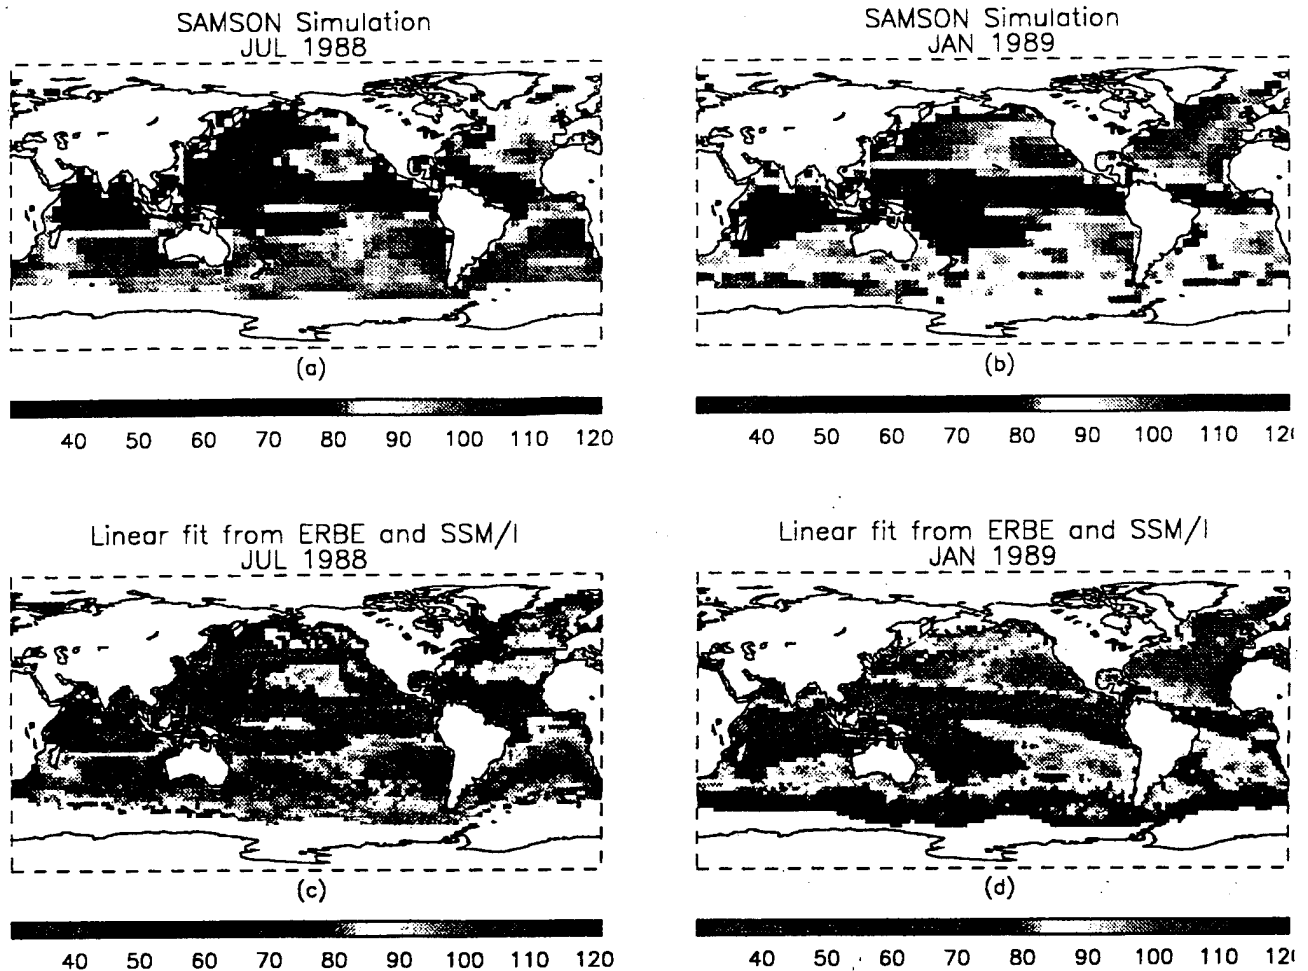 SAMSON Simulation
JUL 1988
(a)
40 50 60 70 80 90 100 110 120
SAMSON Simulation
JAN 1989
(b)
40 50 60 70 80 90 100 110 12
Linear fit from ERBE and SSM/I
JUL 1988
(c)
40 50 60 70 80 90 100 110 120
Linear fit from ERBE and SSM/I
JAN 1989
(d)
40 50 60 70 80 90 100 110 120